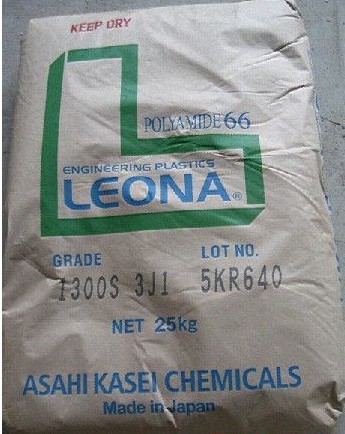 KEEP DRY
POLYAMIDE 66
ENGINEERING PLASTICS
LEONA®
GRADE LOT NO.
1300S 3J1 5KR640
NET 25kg
ASAHI KASEI CHEMICALS
Made in Japan